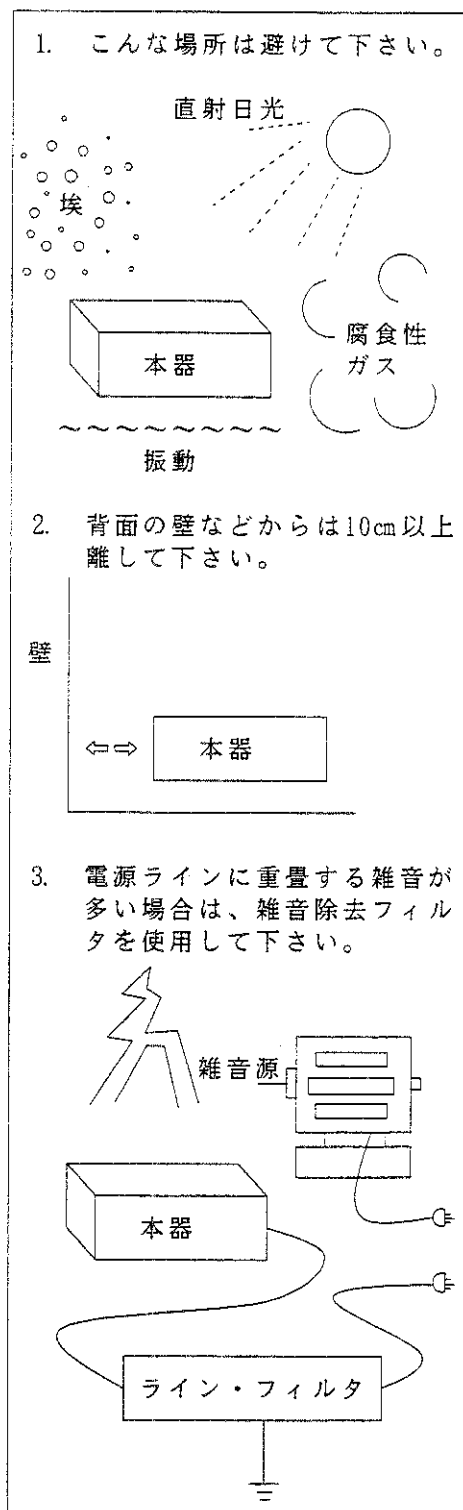 1. こんな場所は避けて下さい。
直射日光
埃
腐食性
ガス
本器
振動
2. 背面の壁などからは10cm以上
離して下さい。
壁
本器
3. 電源ラインに重畳する雑音が
多い場合は、雑音除去フィル
タを使用して下さい。
雑音源
本器
ライン・フィルタ